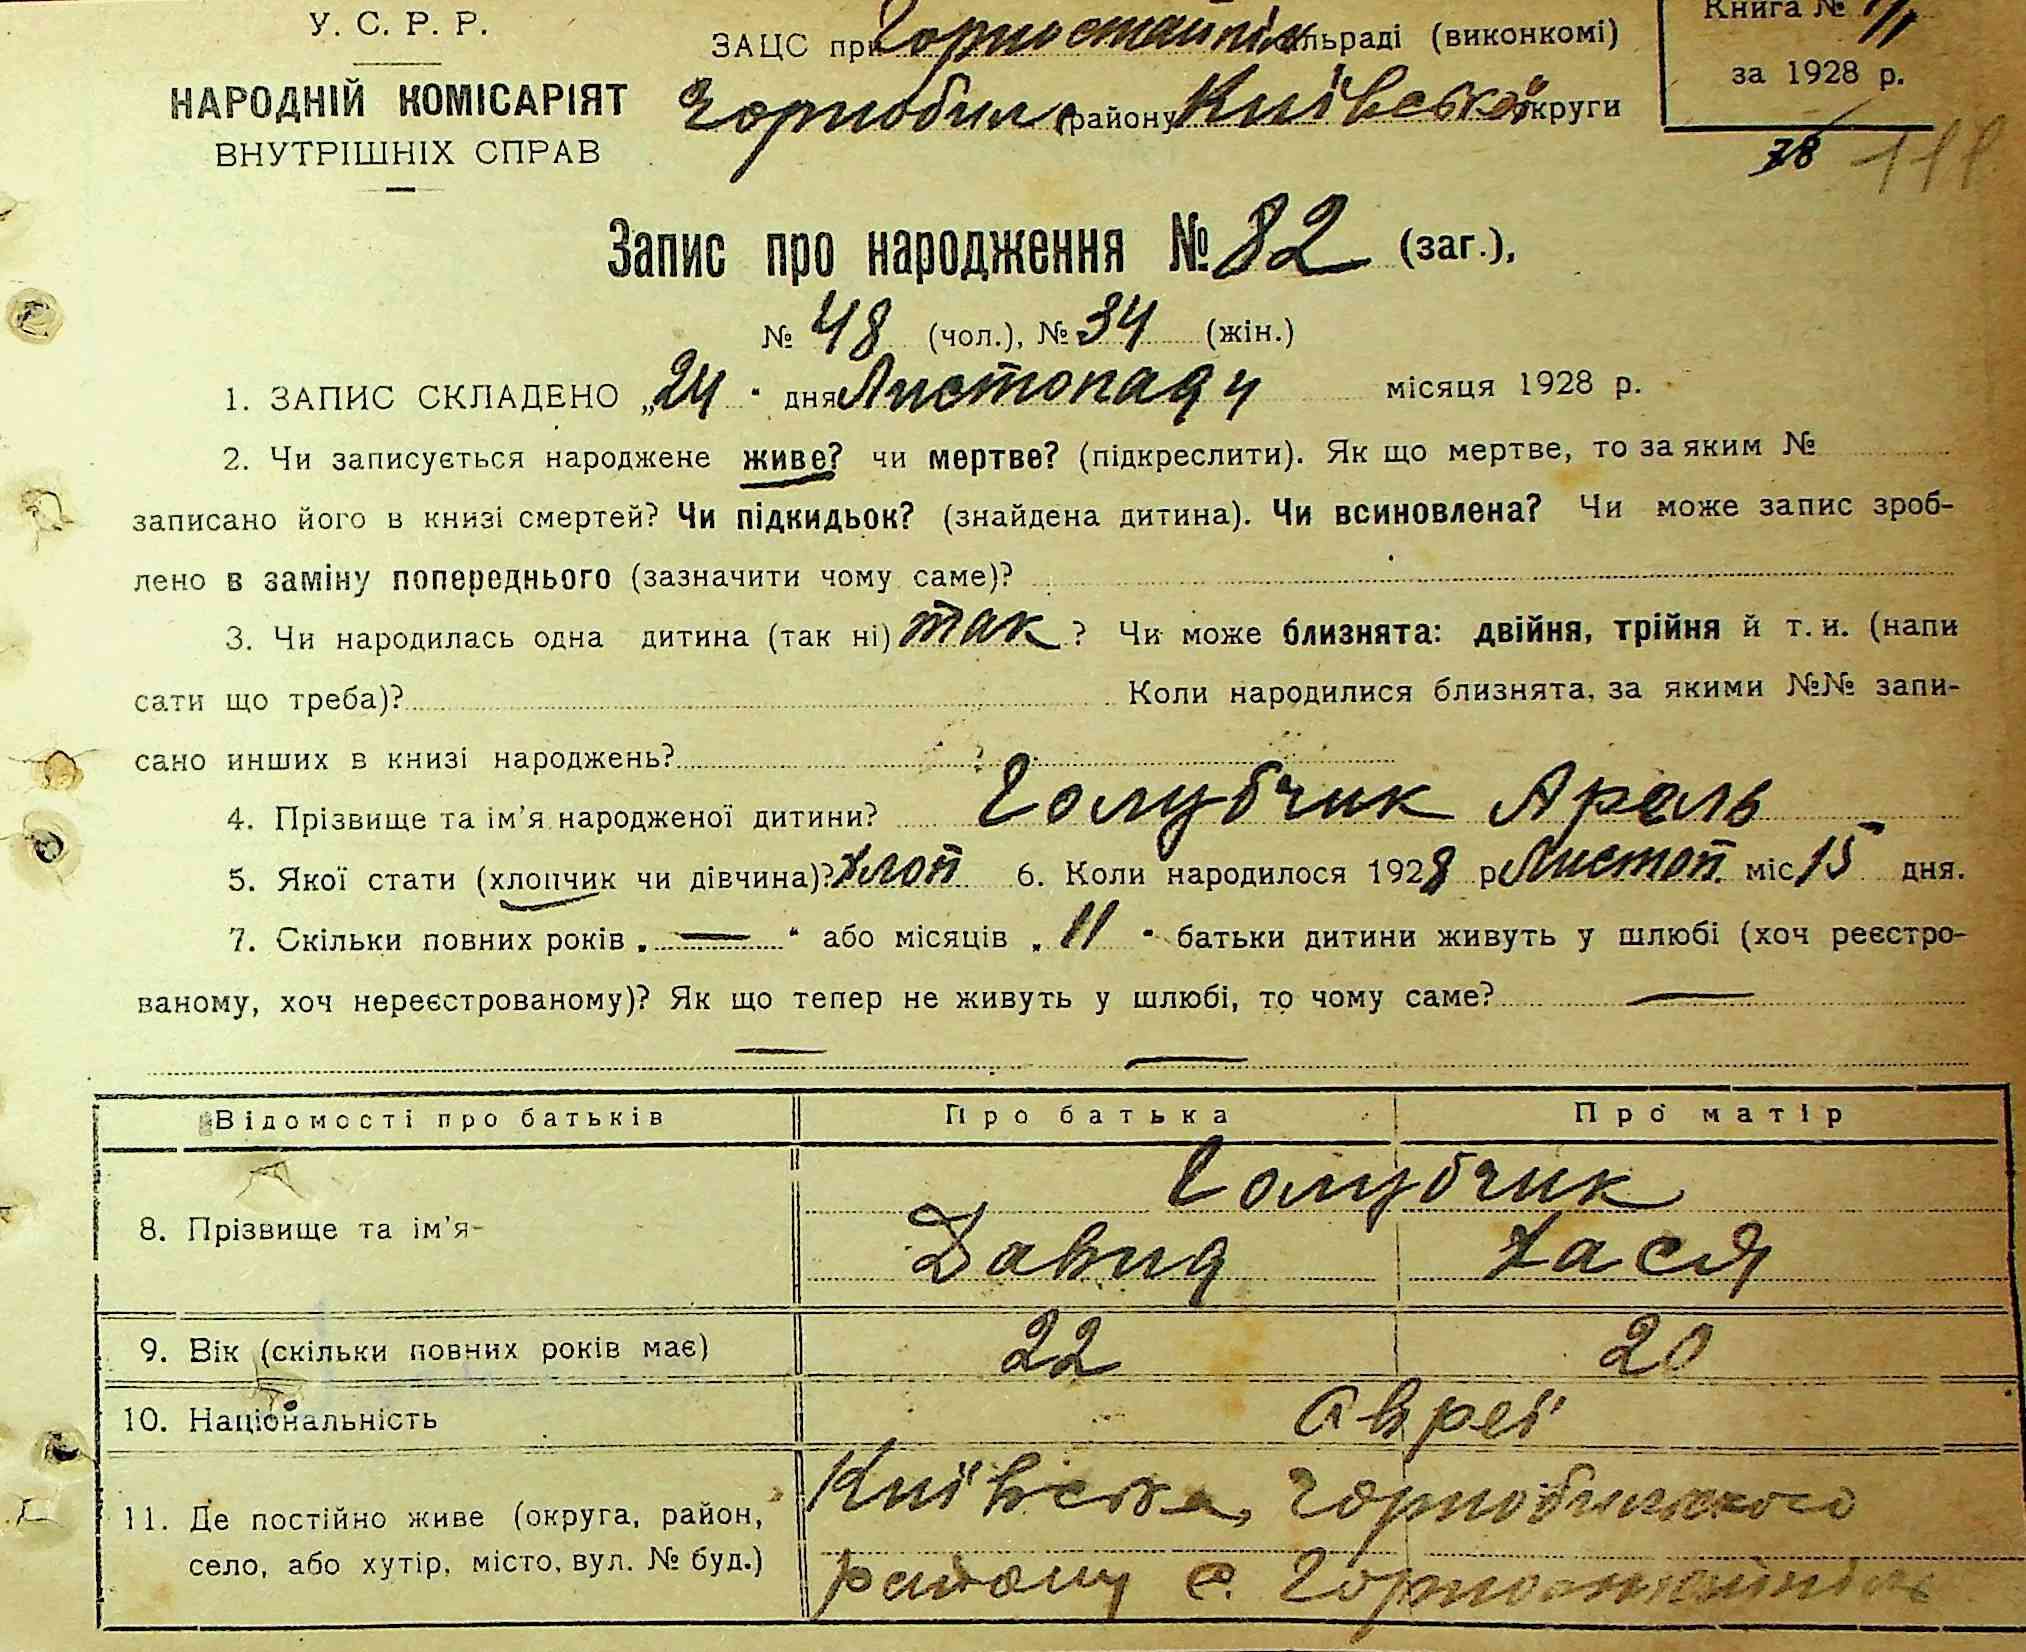 У. С. Р. Р.
НАРОДНІЙ КОМІСАРІЯТ
ВНУТРІШНІХ СПРАВ
ЗАЦС при Горностайпіл льраді (виконкомі)
Чорнобил району Київської округи
Книга №
за 1928 р.
78
Запис про народження № 82 (заг.),
№ 48 (чол.), № 34 (жін.)
1. ЗАПИС СКЛАДЕНО „24" дня Листопаду місяця 1928 р.
2. Чи записується народжене живе? чи мертве? (підкреслити). Як що мертве, то за яким №
записано його в книзі смертей? Чи підкидьок? (знайдена дитина). Чи всиновлена? Чи може запис зроб-
лено в заміну попереднього (зазначити чому саме)?
3. Чи народилась одна дитина (так ні) так ? Чи може близнята: двійня, трійня й т. и. (напи
сати що треба)? Коли народилися близнята, за якими №№ запи-
сано инших в книзі народжень? ?
4. Прізвище та ім'я народженої дитини? Голубчик Арель
5. Якої стати (хлопчик чи дівчина)? хлоп 6. Коли народилося 1928 р Листоп. міс 15 дня.
7. Скільки повних років „—" або місяців „11" батьки дитини живуть у шлюбі (хоч реєстро-
ваному, хоч нереєстрованому)? Як що тепер не живуть у шлюбі, то чому саме? —
— —
Відомості про батьків Про батька Про матір
Голубчик
8. Прізвище та ім'я- Давид Хася
9. Вік (скільки повних років має) 22 20
10. Національність Євреї
11. Де постійно живе (округа, район,
село, або хутір, місто, вул. № буд.)
Київська, Чорнобильского
району с. Горностайпіль